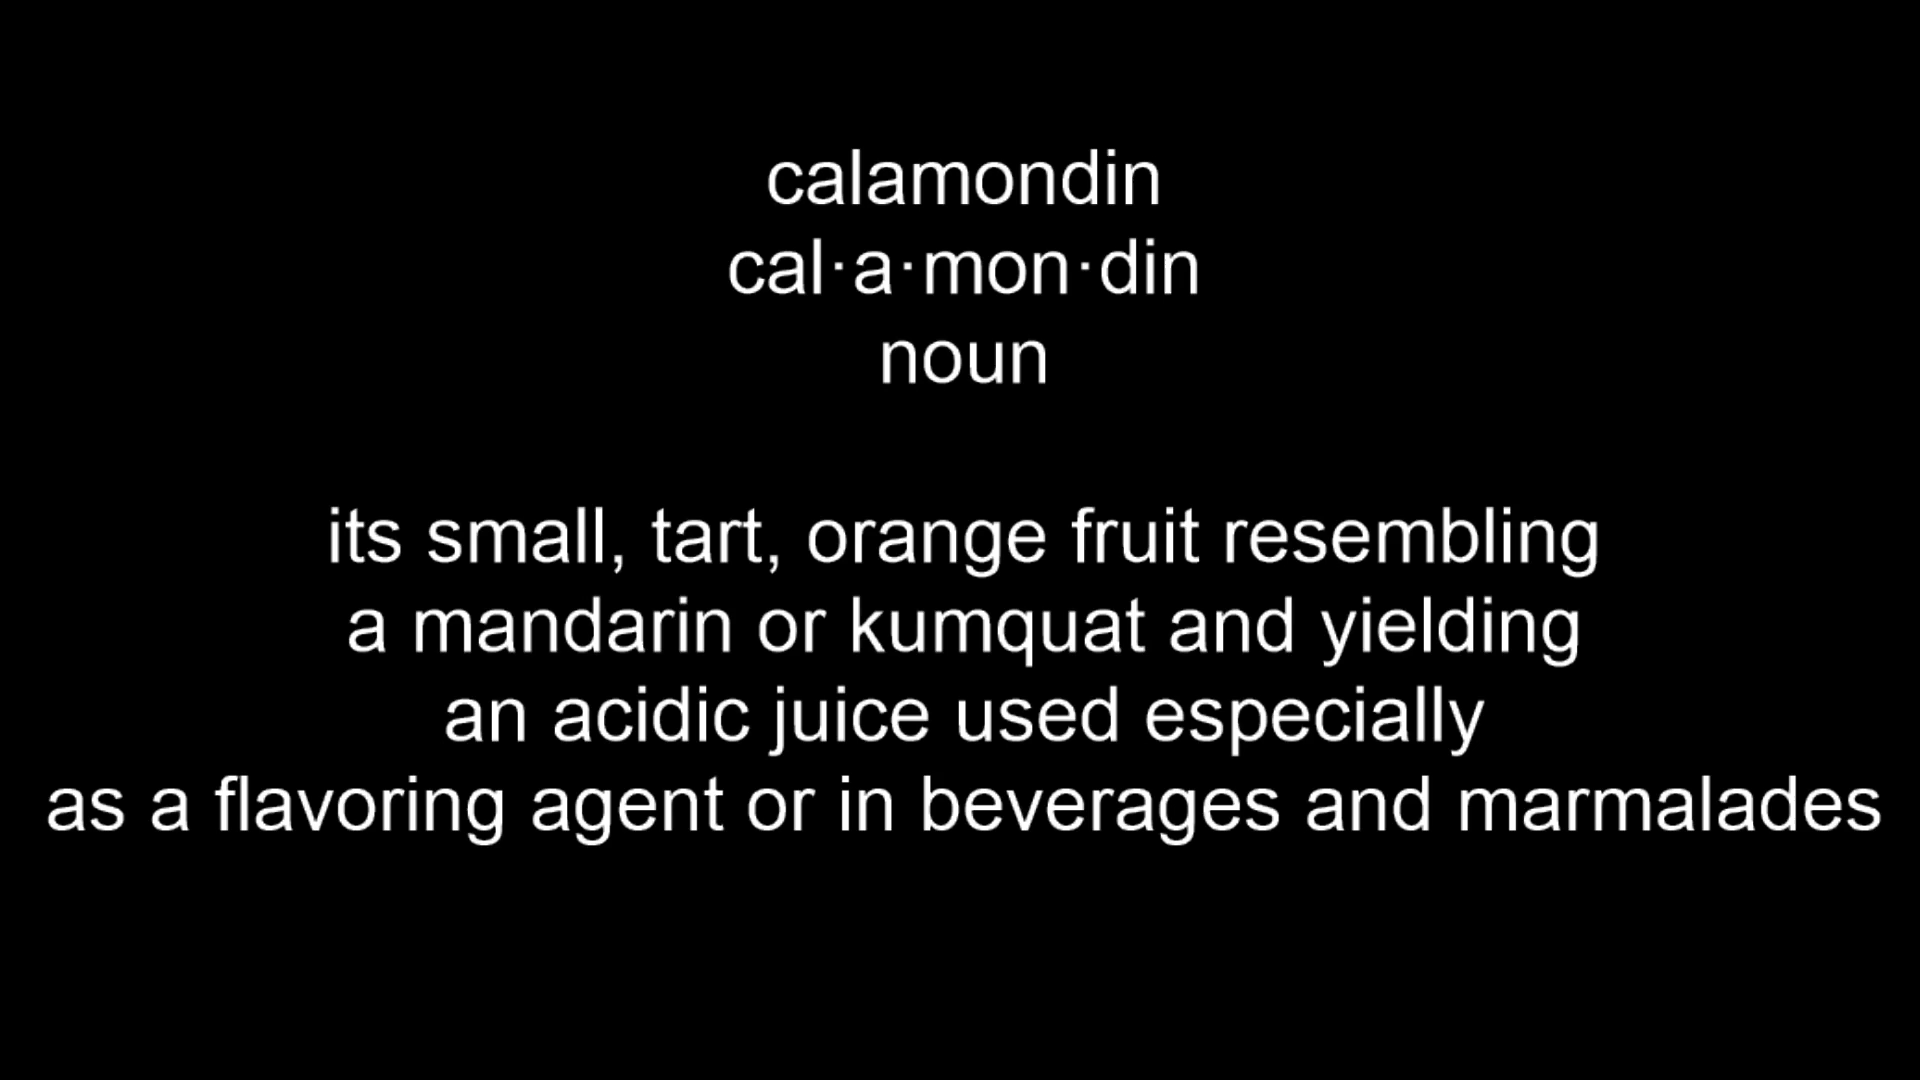 calamondin
cal·a·mon·din
noun
its small, tart, orange fruit resembling
a mandarin or kumquat and yielding
an acidic juice used especially
as a flavoring agent or in beverages and marmalades